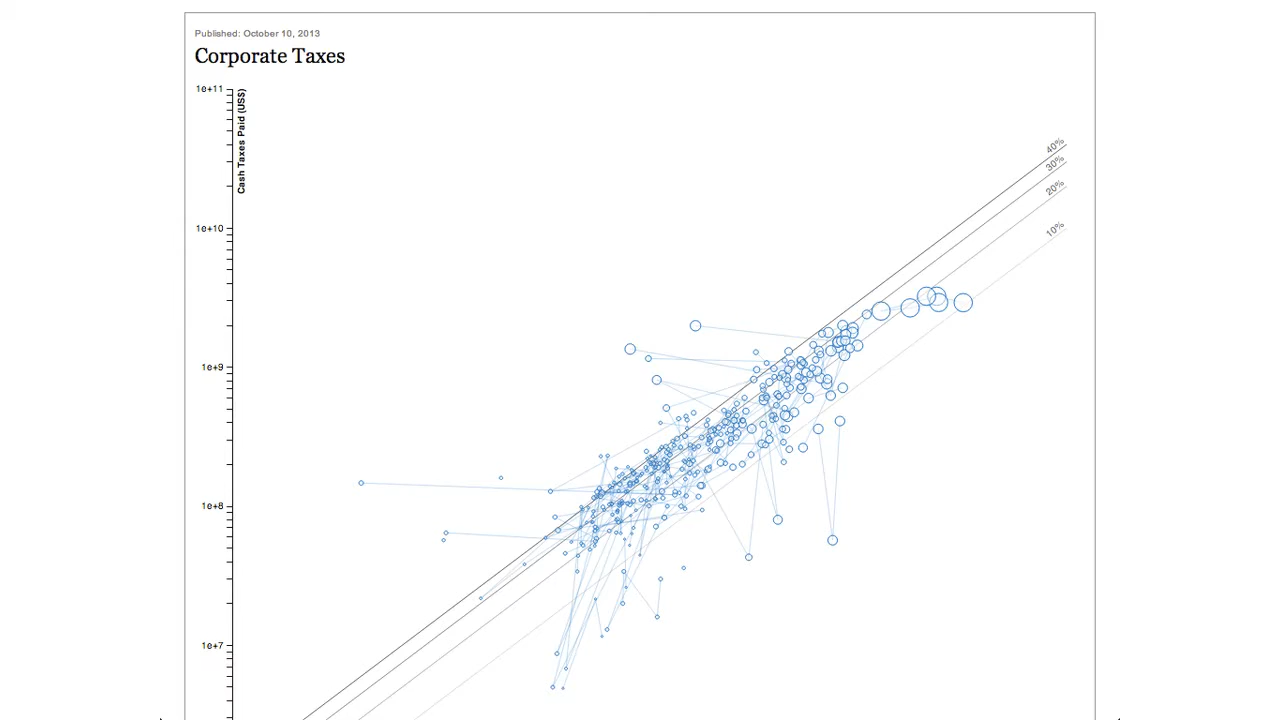 Published: October 10, 2013
Corporate Taxes
1e+11
Cash Taxes Paid (US$)
40%
30%
20%
1e+10
10%
1e+9
1e+8
1e+7